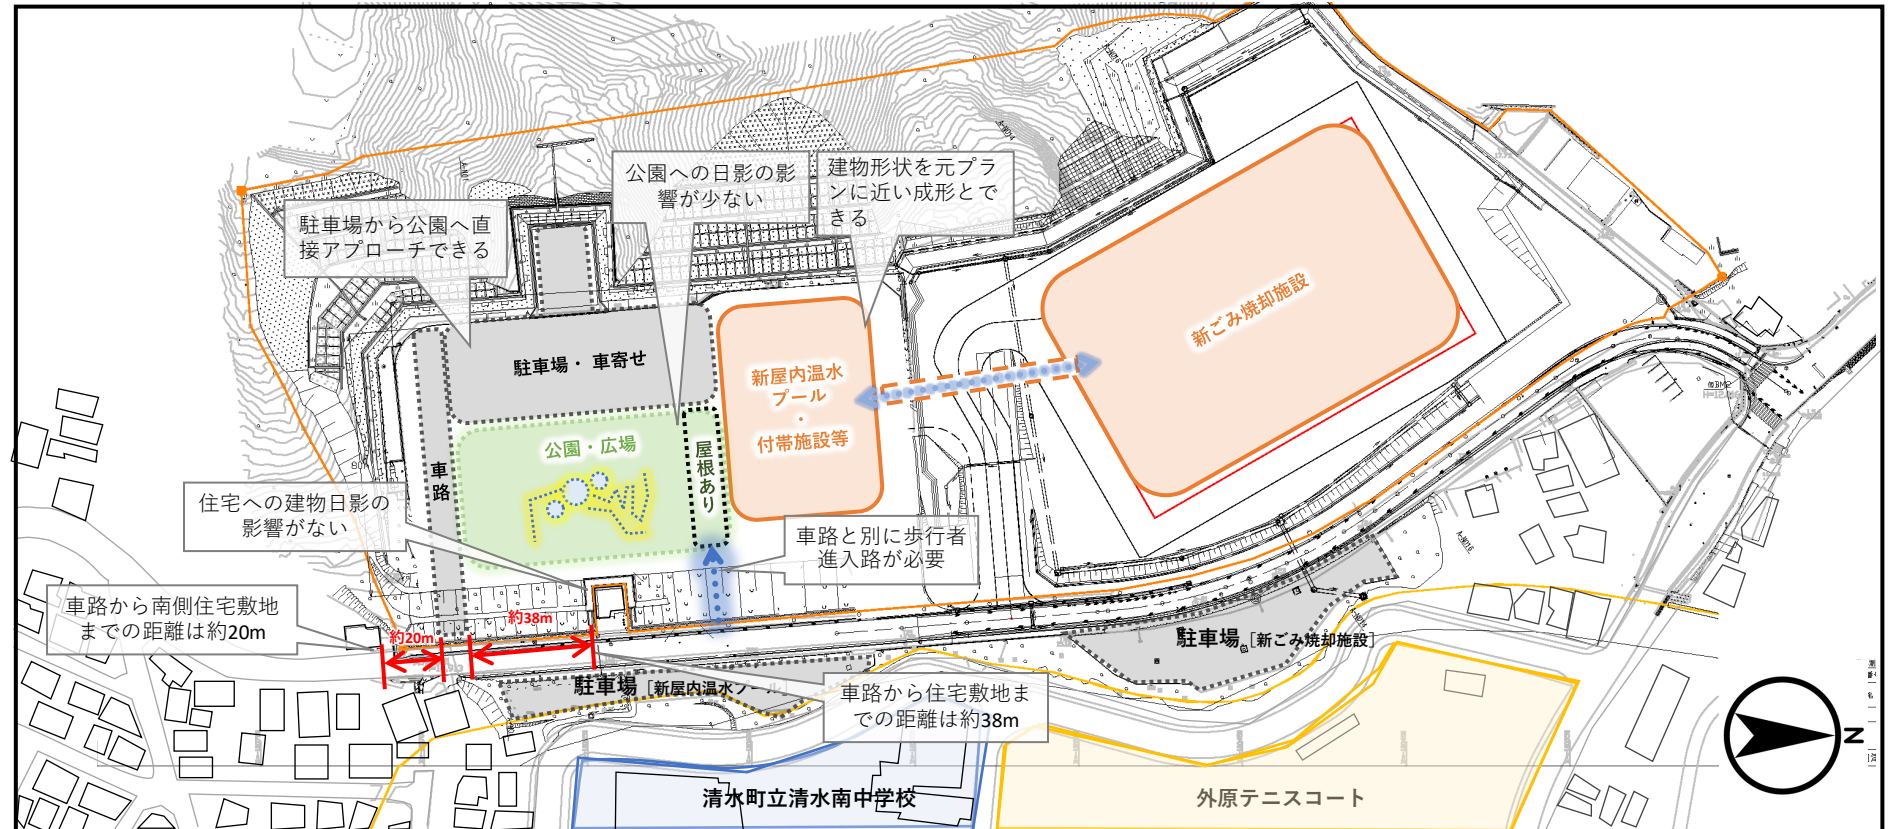 公園への日影の影
響が少ない
建物形状を元プラ
ンに近い成形とで
きる
駐車場から公園へ直
接アプローチできる
新ごみ焼却施設
駐車場・車寄せ
新屋内温水
プール
・
付帯施設等
公園・広場
屋根あり
車路
住宅への建物日影の
影響がない
車路と別に歩行者
進入路が必要
車路から南側住宅敷地
までの距離は約20m
約20m
約38m
駐車場［新ごみ焼却施設］
駐車場［新屋内温水プール］
車路から住宅敷地ま
での距離は約38m
N
清水町立清水南中学校
外原テニスコート